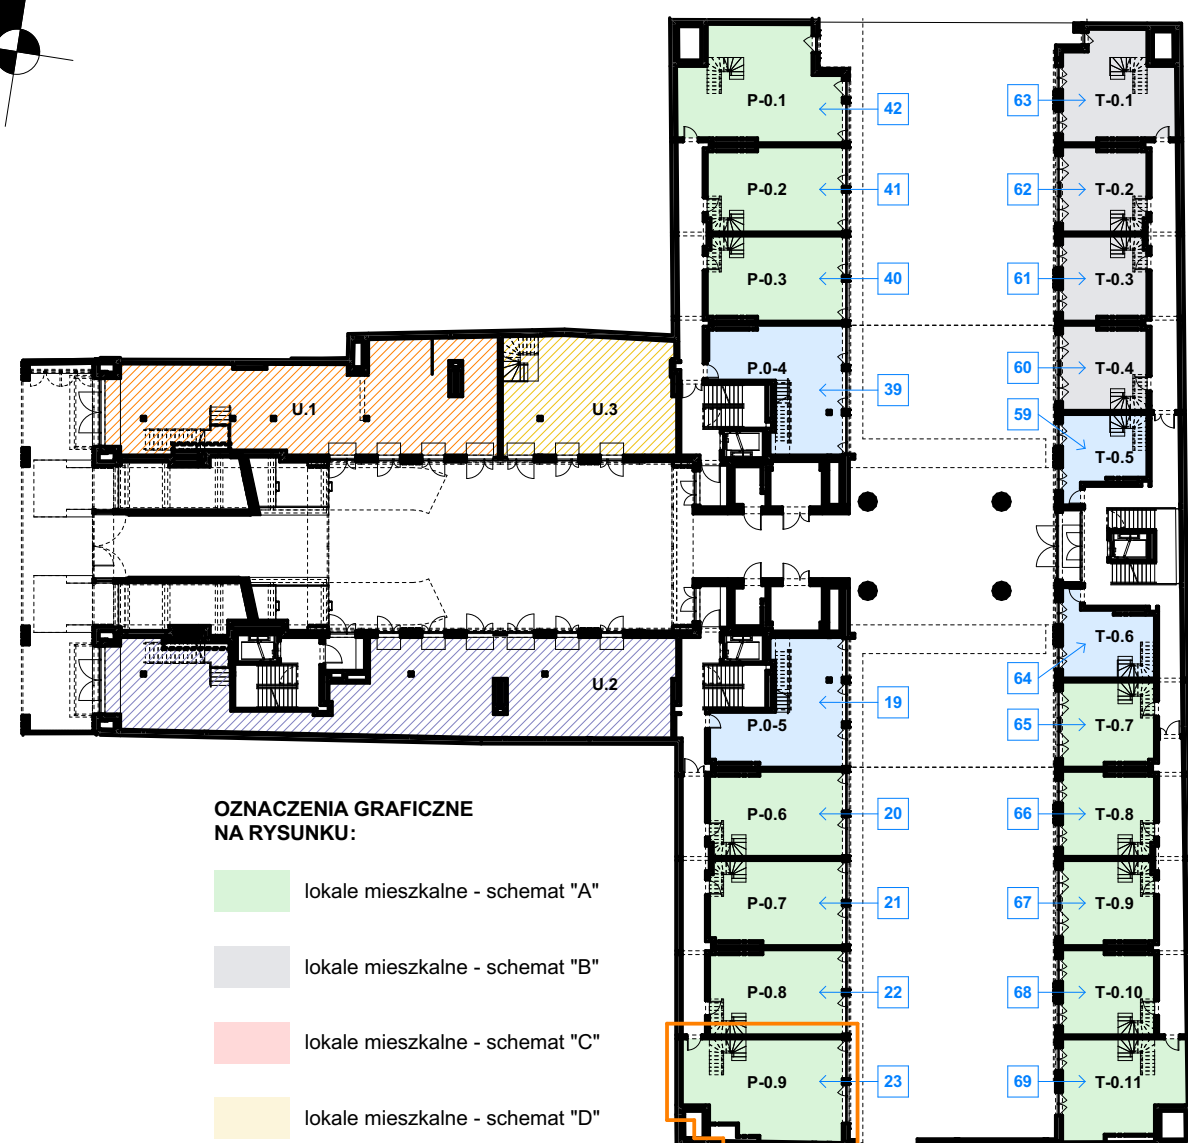 P-0.1
42
63
T-0.1
P-0.2
41
62
T-0.2
P-0.3
40
61
T-0.3
P.0-4
39
60
T-0.4
59
T-0.5
U.1
U.3
U.2
P.0-5
19
T-0.6
64
65
T-0.7
P-0.6
20
66
T-0.8
P-0.7
21
67
T-0.9
P-0.8
22
68
T-0.10
P-0.9
23
69
T-0.11
OZNACZENIA GRAFICZNE
NA RYSUNKU:
lokale mieszkalne - schemat "A"
lokale mieszkalne - schemat "B"
lokale mieszkalne - schemat "C"
lokale mieszkalne - schemat "D"